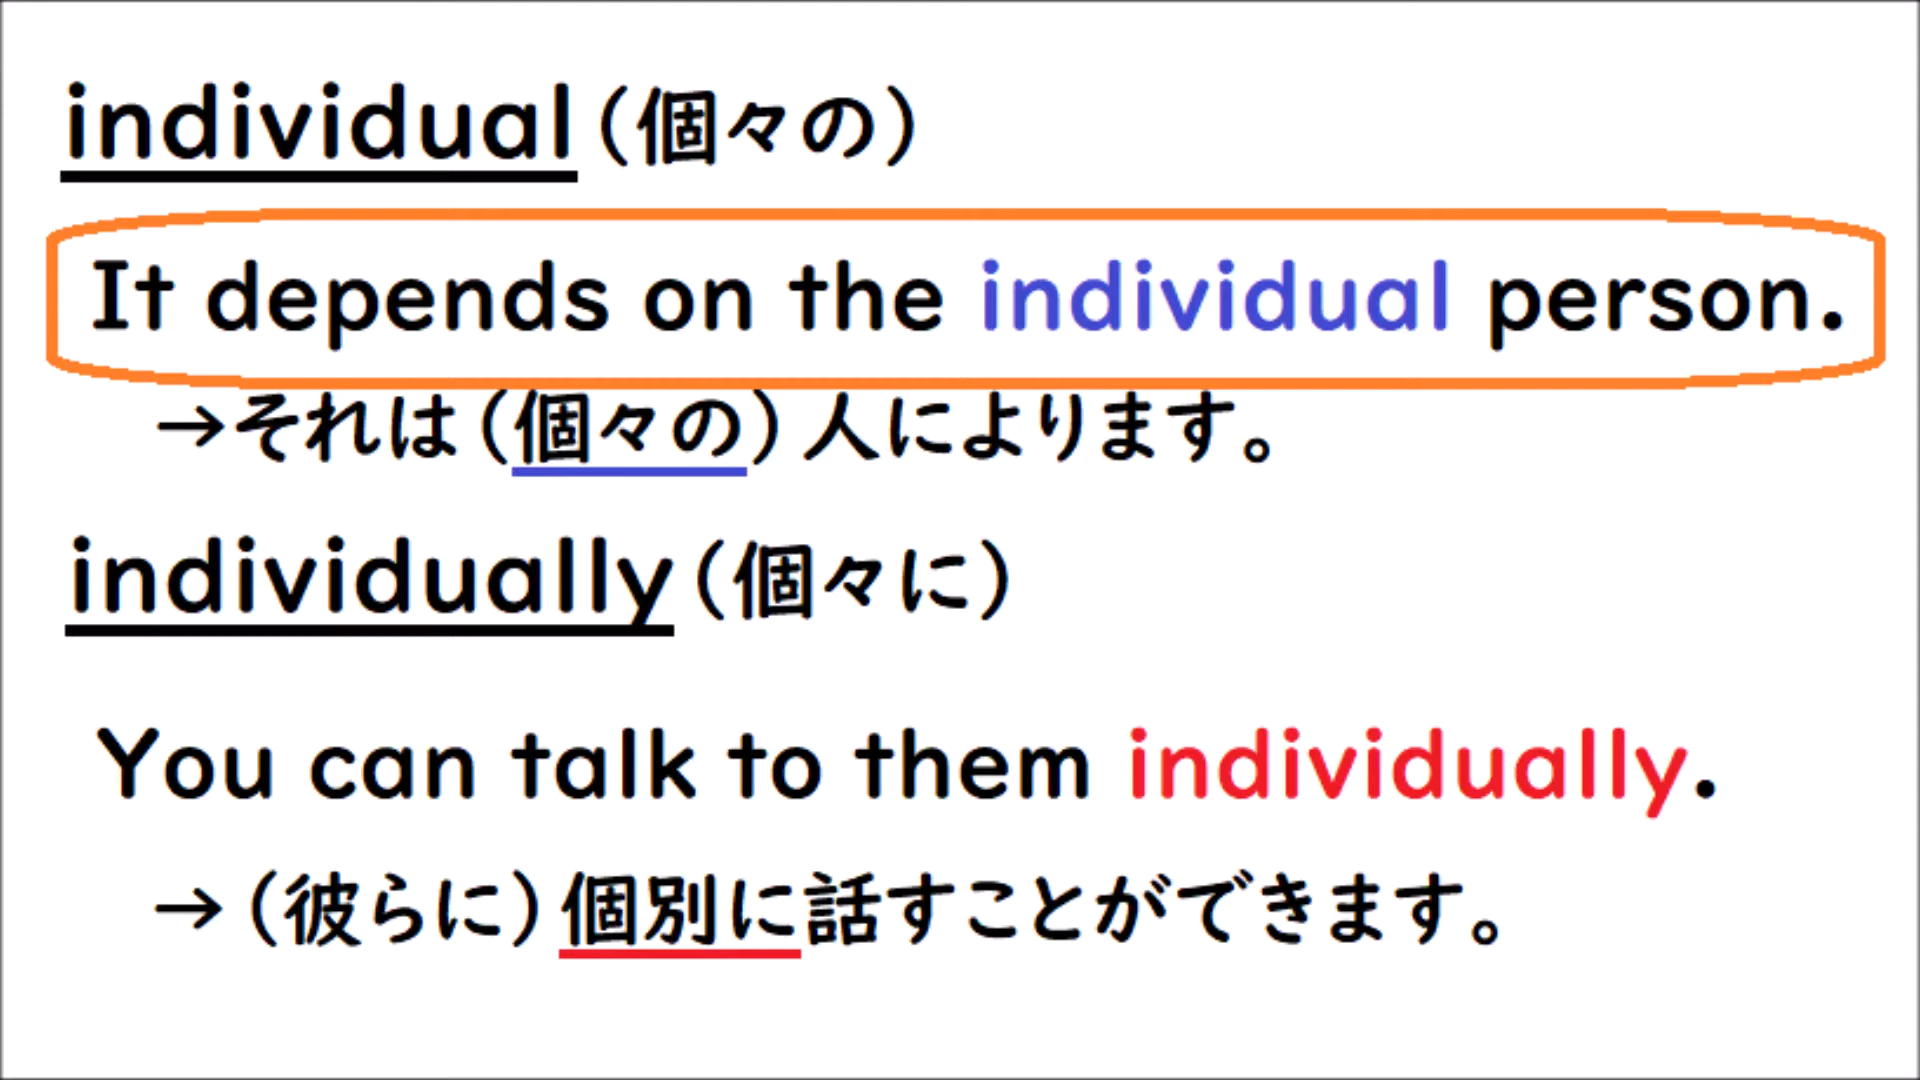 individual（個々の）
It depends on the individual person.
→それは（個々の）人によります。
individually（個々に）
You can talk to them individually.
→（彼らに）個別に話すことができます。